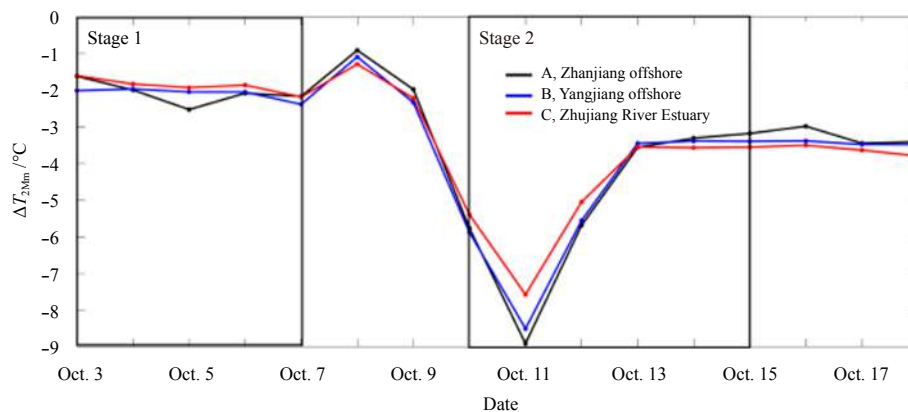 0
−1
−2
−3
−4
−5
−6
−7
−8
−9
ΔT2Mm /°C
Stage 1
Stage 2
A, Zhanjiang offshore
B, Yangjiang offshore
C, Zhujiang River Estuary
Oct. 3 Oct. 5 Oct. 7 Oct. 9 Oct. 11 Oct. 13 Oct. 15 Oct. 17
Date